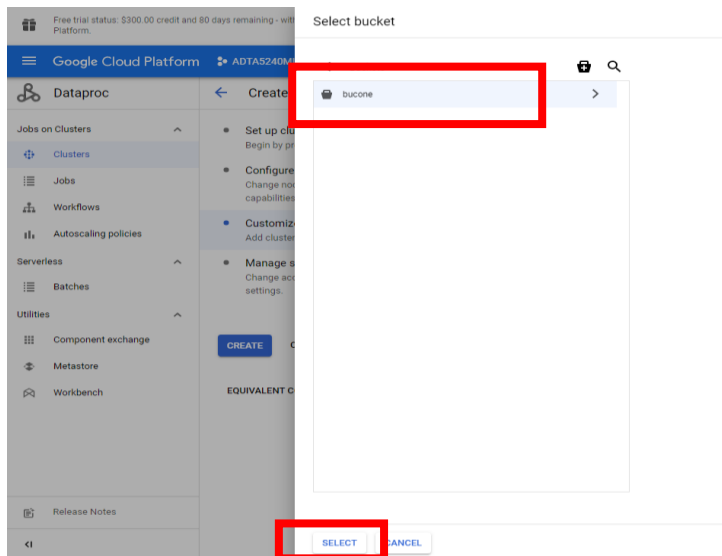 Free trial status: $300.00 credit and 80 days remaining - with
Platform.
Google Cloud Platform
Dataproc
Jobs on Clusters
Clusters
Jobs
Workflows
Autoscaling policies
Serverless
Batches
Utilities
Component exchange
Metastore
Workbench
Release Notes
Create
Set up clu
Begin by pr
Configure
Change nod
capabilities
Customiz
Add cluster
Manage s
Change acc
settings.
CREATE
EQUIVALENT C
Select bucket
bucone
SELECT
CANCEL